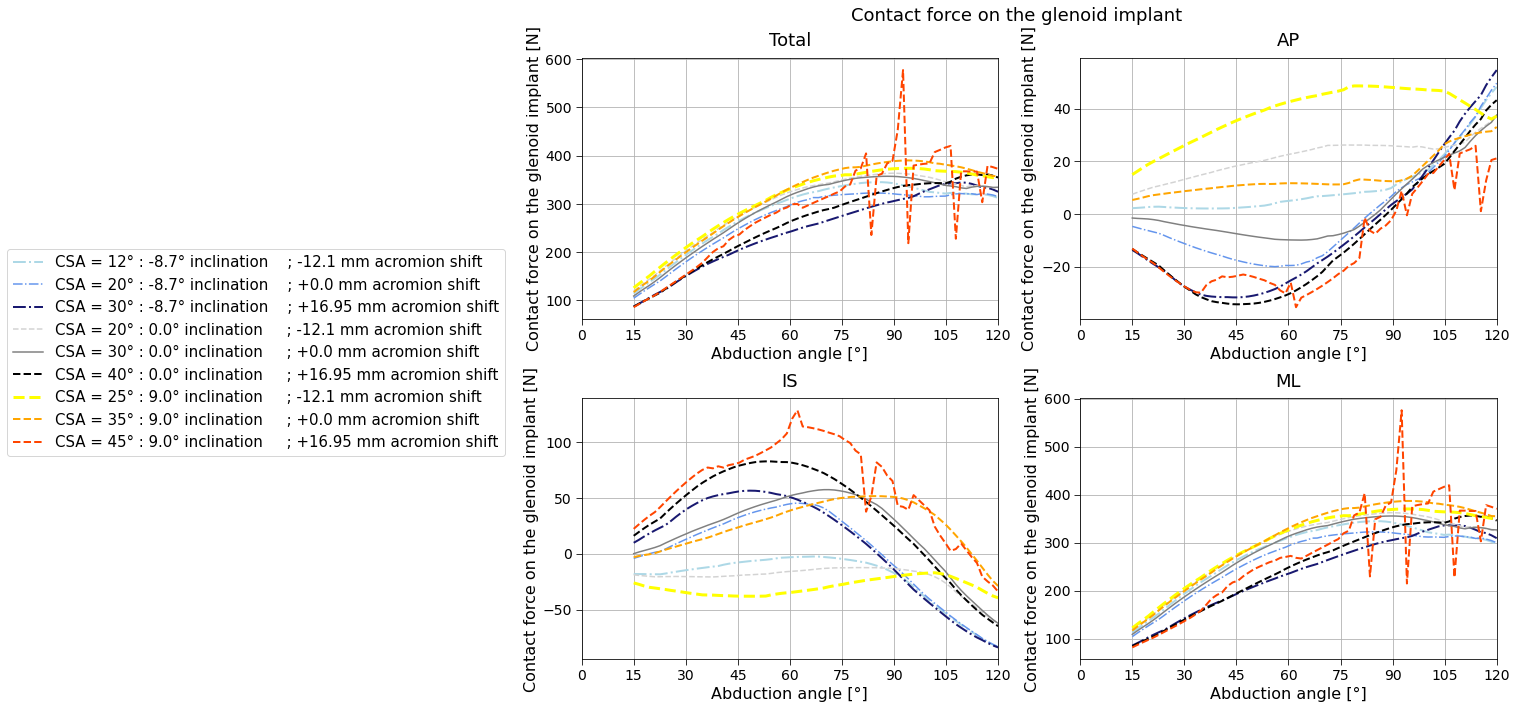 Contact force on the glenoid implant
CSA = 12° : -8.7° inclination ; -12.1 mm acromion shift
CSA = 20° : -8.7° inclination ; +0.0 mm acromion shift
CSA = 30° : -8.7° inclination ; +16.95 mm acromion shift
CSA = 20° : 0.0° inclination ; -12.1 mm acromion shift
CSA = 30° : 0.0° inclination ; +0.0 mm acromion shift
CSA = 40° : 0.0° inclination ; +16.95 mm acromion shift
CSA = 25° : 9.0° inclination ; -12.1 mm acromion shift
CSA = 35° : 9.0° inclination ; +0.0 mm acromion shift
CSA = 45° : 9.0° inclination ; +16.95 mm acromion shift
Total
Contact force on the glenoid implant [N]
600
500
400
300
200
100
0 15 30 45 60 75 90 105 120
Abduction angle [°]
AP
Contact force on the glenoid implant [N]
40
20
0
−20
0 15 30 45 60 75 90 105 120
Abduction angle [°]
IS
Contact force on the glenoid implant [N]
100
50
0
−50
0 15 30 45 60 75 90 105 120
Abduction angle [°]
ML
Contact force on the glenoid implant [N]
600
500
400
300
200
100
0 15 30 45 60 75 90 105 120
Abduction angle [°]